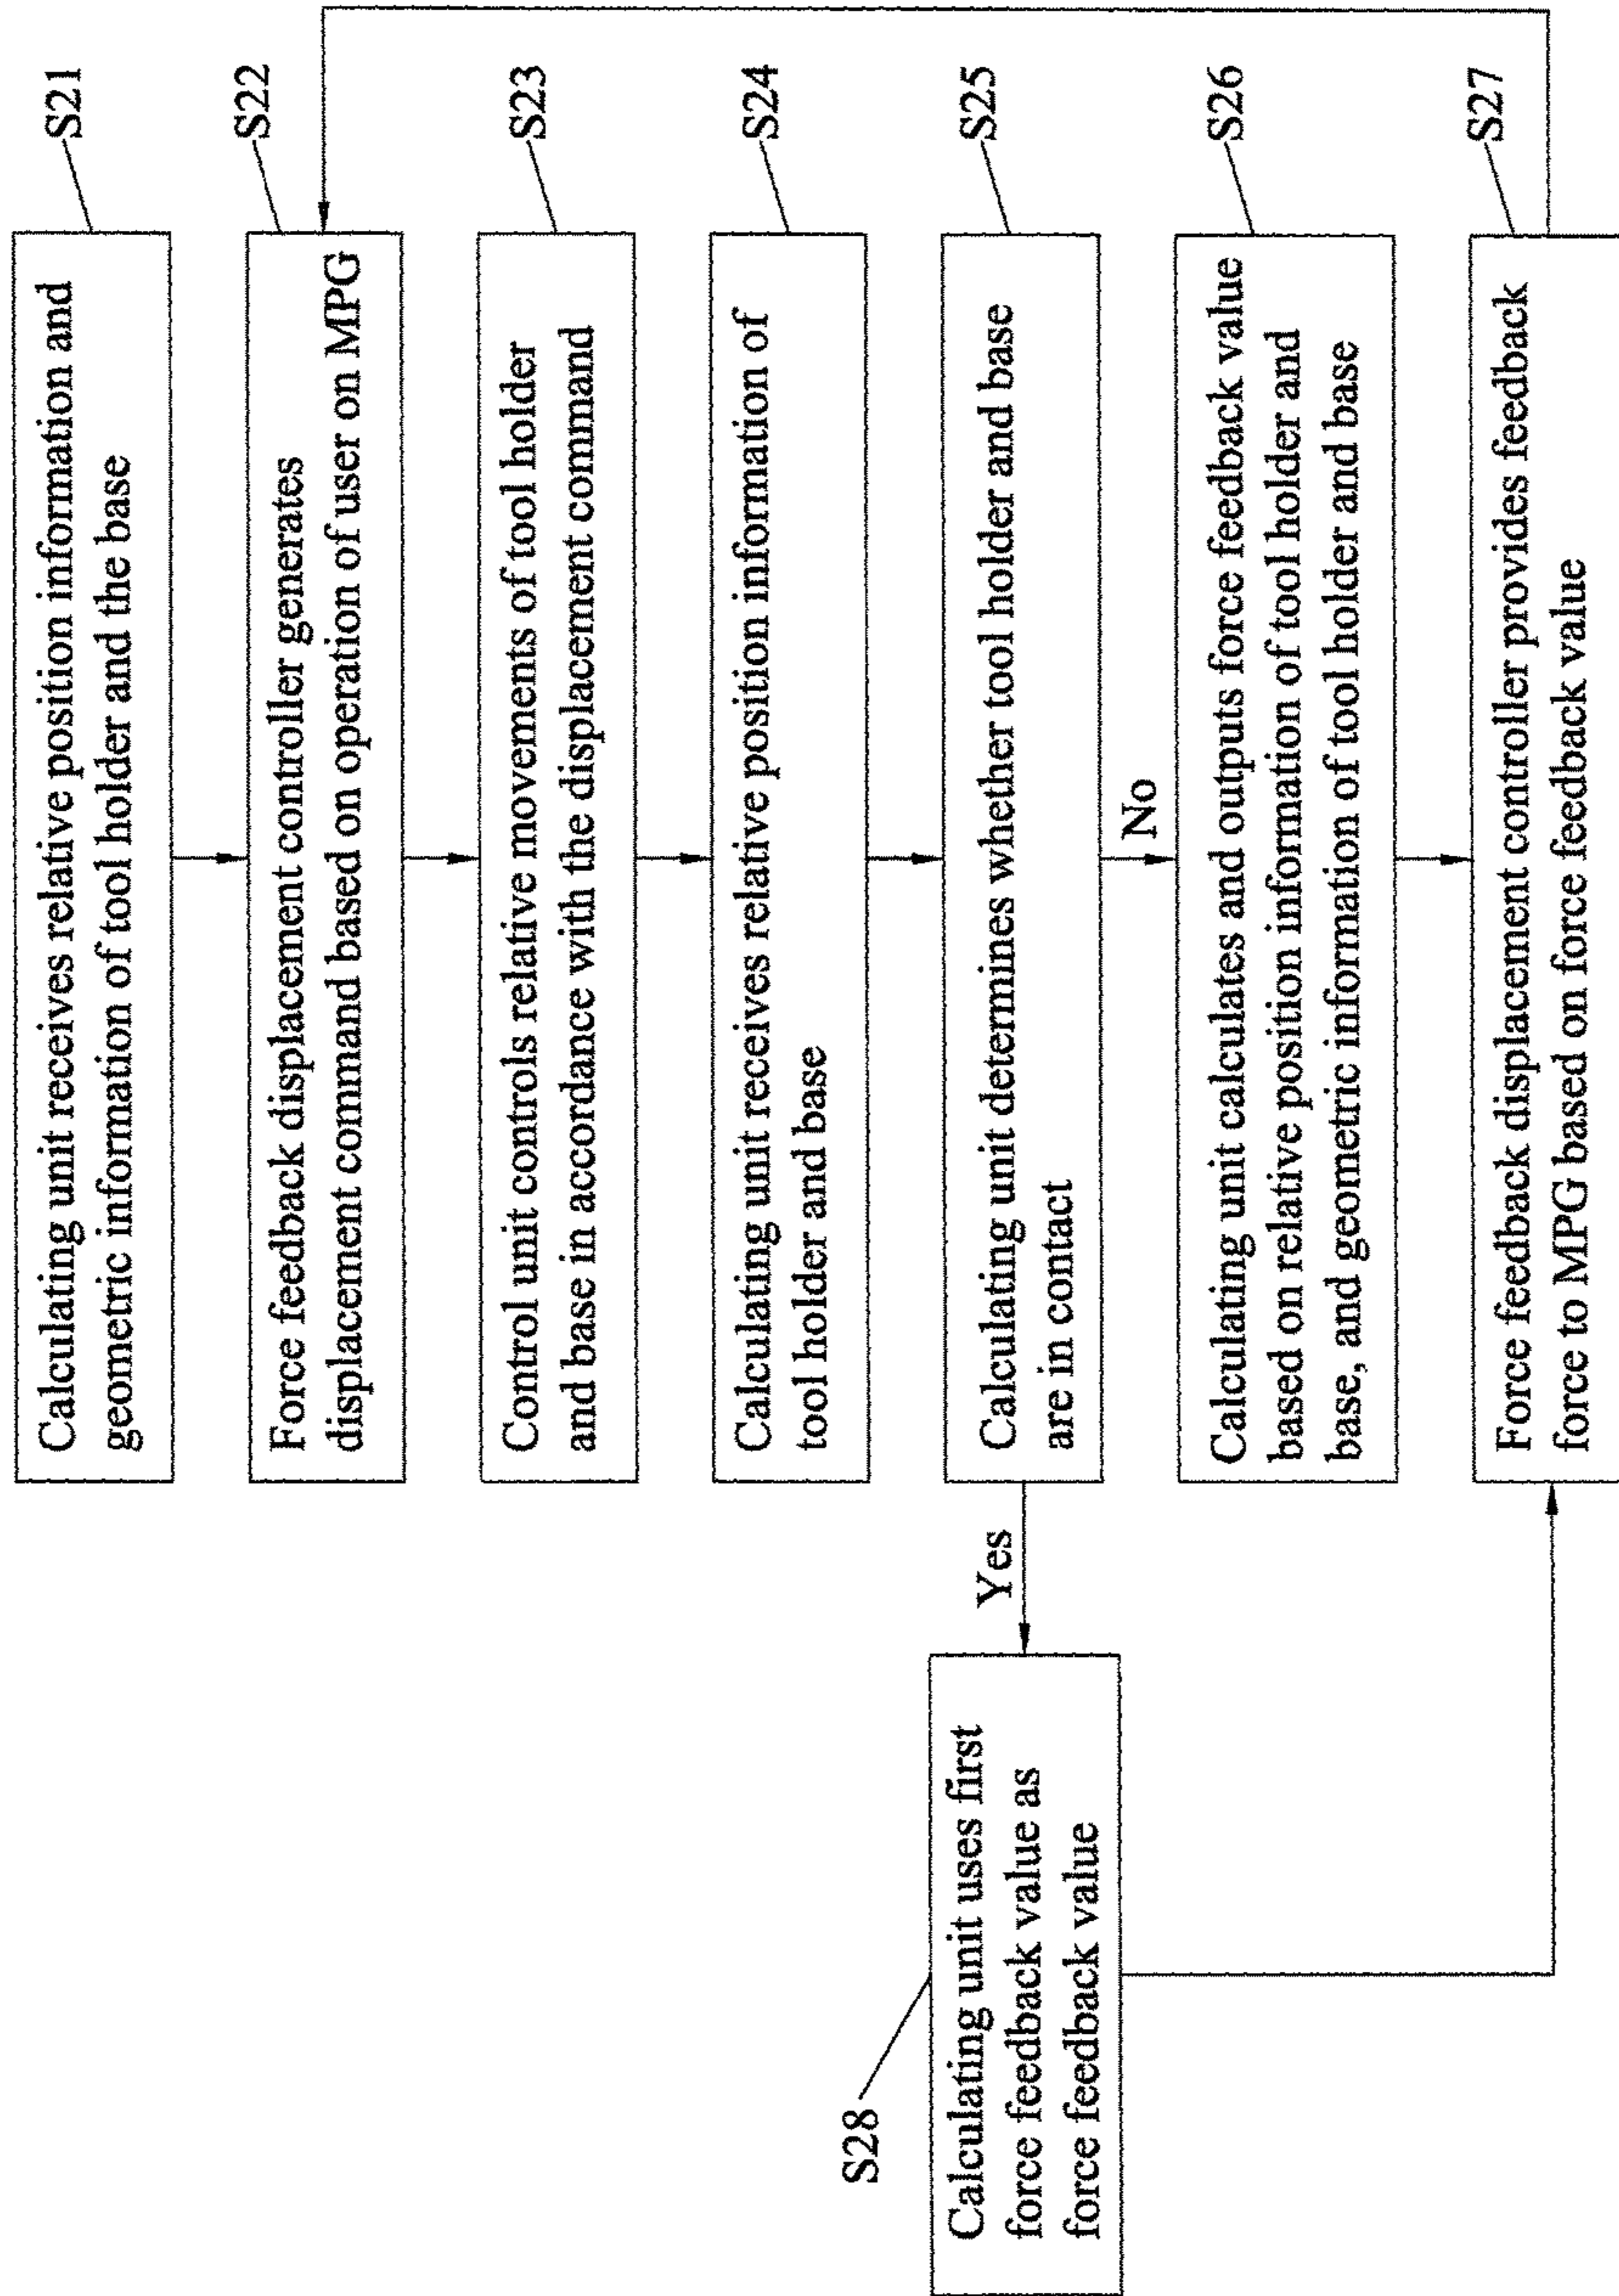 Calculating unit receives relative position information and
geometric information of tool holder and the base
S21
Force feedback displacement controller generates
displacement command based on operation of user on MPG
S22
Control unit controls relative movements of tool holder
and base in accordance with the displacement command
S23
Calculating unit receives relative position information of
tool holder and base
S24
Calculating unit determines whether tool holder and base
are in contact
S25
Yes
No
Calculating unit uses first
force feedback value as
force feedback value
S28
Calculating unit calculates and outputs force feedback value
based on relative position information of tool holder and
base, and geometric information of tool holder and base
S26
Force feedback displacement controller provides feedback
force to MPG based on force feedback value
S27